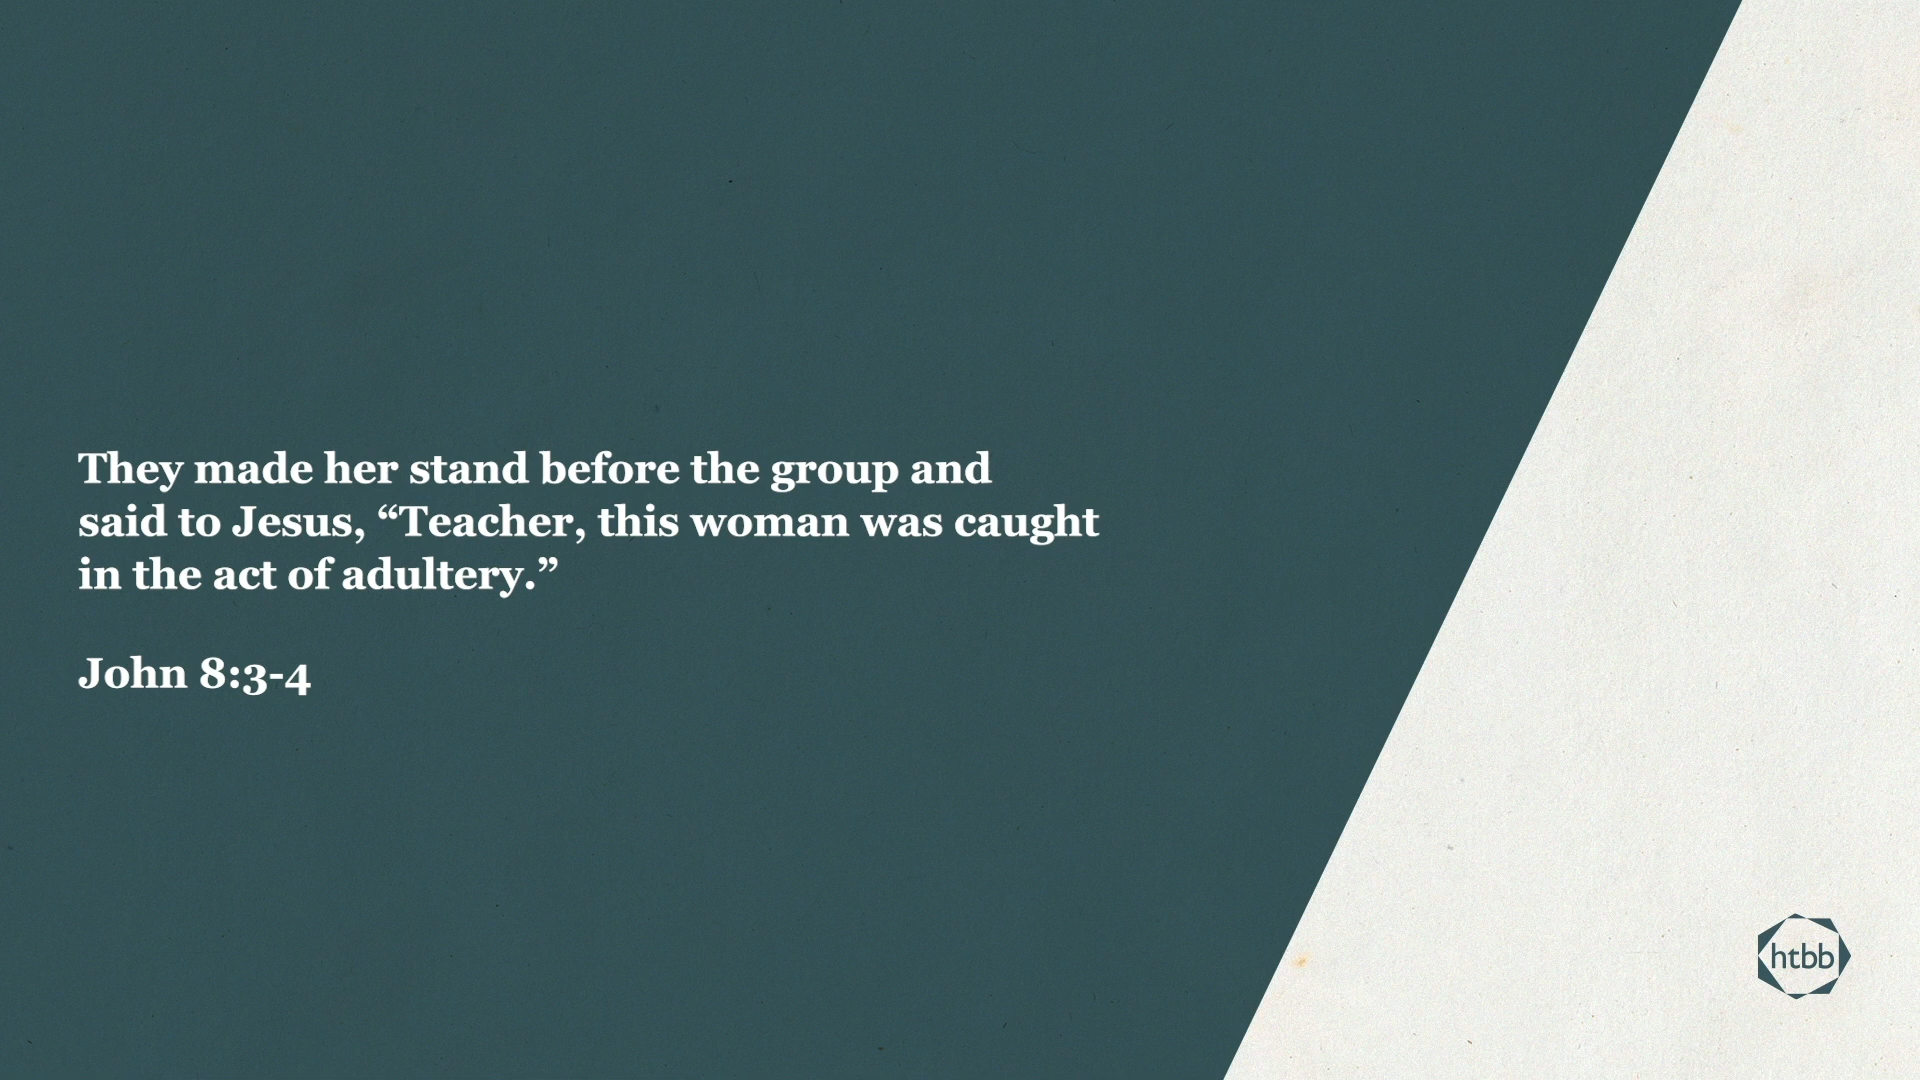 They made her stand before the group and
said to Jesus, “Teacher, this woman was caught
in the act of adultery.”
John 8:3-4
htbb